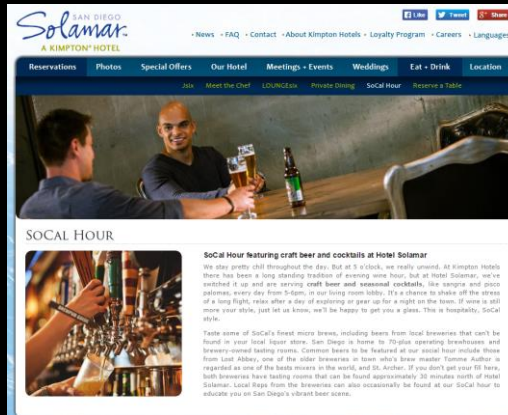 SAN DIEGO
Solamar
A KIMPTON® HOTEL
Like
Tweet
Share
• News • FAQ • Contact • About Kimpton Hotels • Loyalty Program • Careers • Languages
Reservations Photos Special Offers Our Hotel Meetings + Events Weddings Eat + Drink Location
Jsix Meet the Chef LOUNGEsix Private Dining SoCal Hour Reserve a Table
SOCAL HOUR
SoCal Hour featuring craft beer and cocktails at Hotel Solamar
We stay pretty chill throughout the day. But at 5 o'clock, we really unwind. At Kimpton Hotels
there has been a long standing tradition of evening wine hour, but at Hotel Solamar, we've
switched it up and are serving craft beer and seasonal cocktails, like sangria and pisco
palomas, every day from 5-6pm, in our living room lobby. It's a chance to shake off the stress
of a long flight, relax after a day of exploring or gear up for a night on the town. If wine is still
more your style, just let us know, we'll be happy to get you a glass. This is hospitality, SoCal
style.
Taste some of SoCal's finest micro brews, including beers from local breweries that can't be
found in your local liquor store. San Diego is home to 70-plus operating brewhouses and
brewery-owned tasting rooms. Common beers to be featured at our social hour include those
from Lost Abbey, one of the older breweries in town who's brew master Tomme Author is
regarded as one of the bests mixers in the world, and St. Archer. If you don't get your fill here,
both breweries have tasting rooms that can be found approximately 30 minutes north of Hotel
Solamar. Local Reps from the breweries can also occasionally be found at our SoCal hour to
educate you on San Diego's vibrant beer scene.